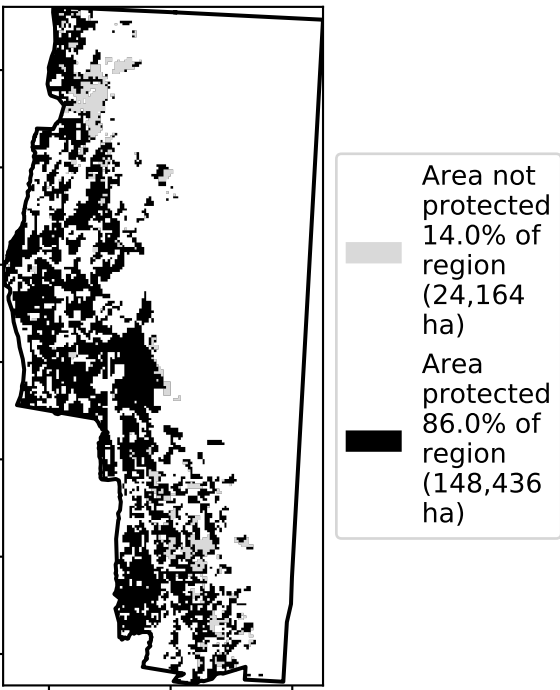 Area not
protected
14.0% of
region
(24,164
ha)
Area
protected
86.0% of
region
(148,436
ha)